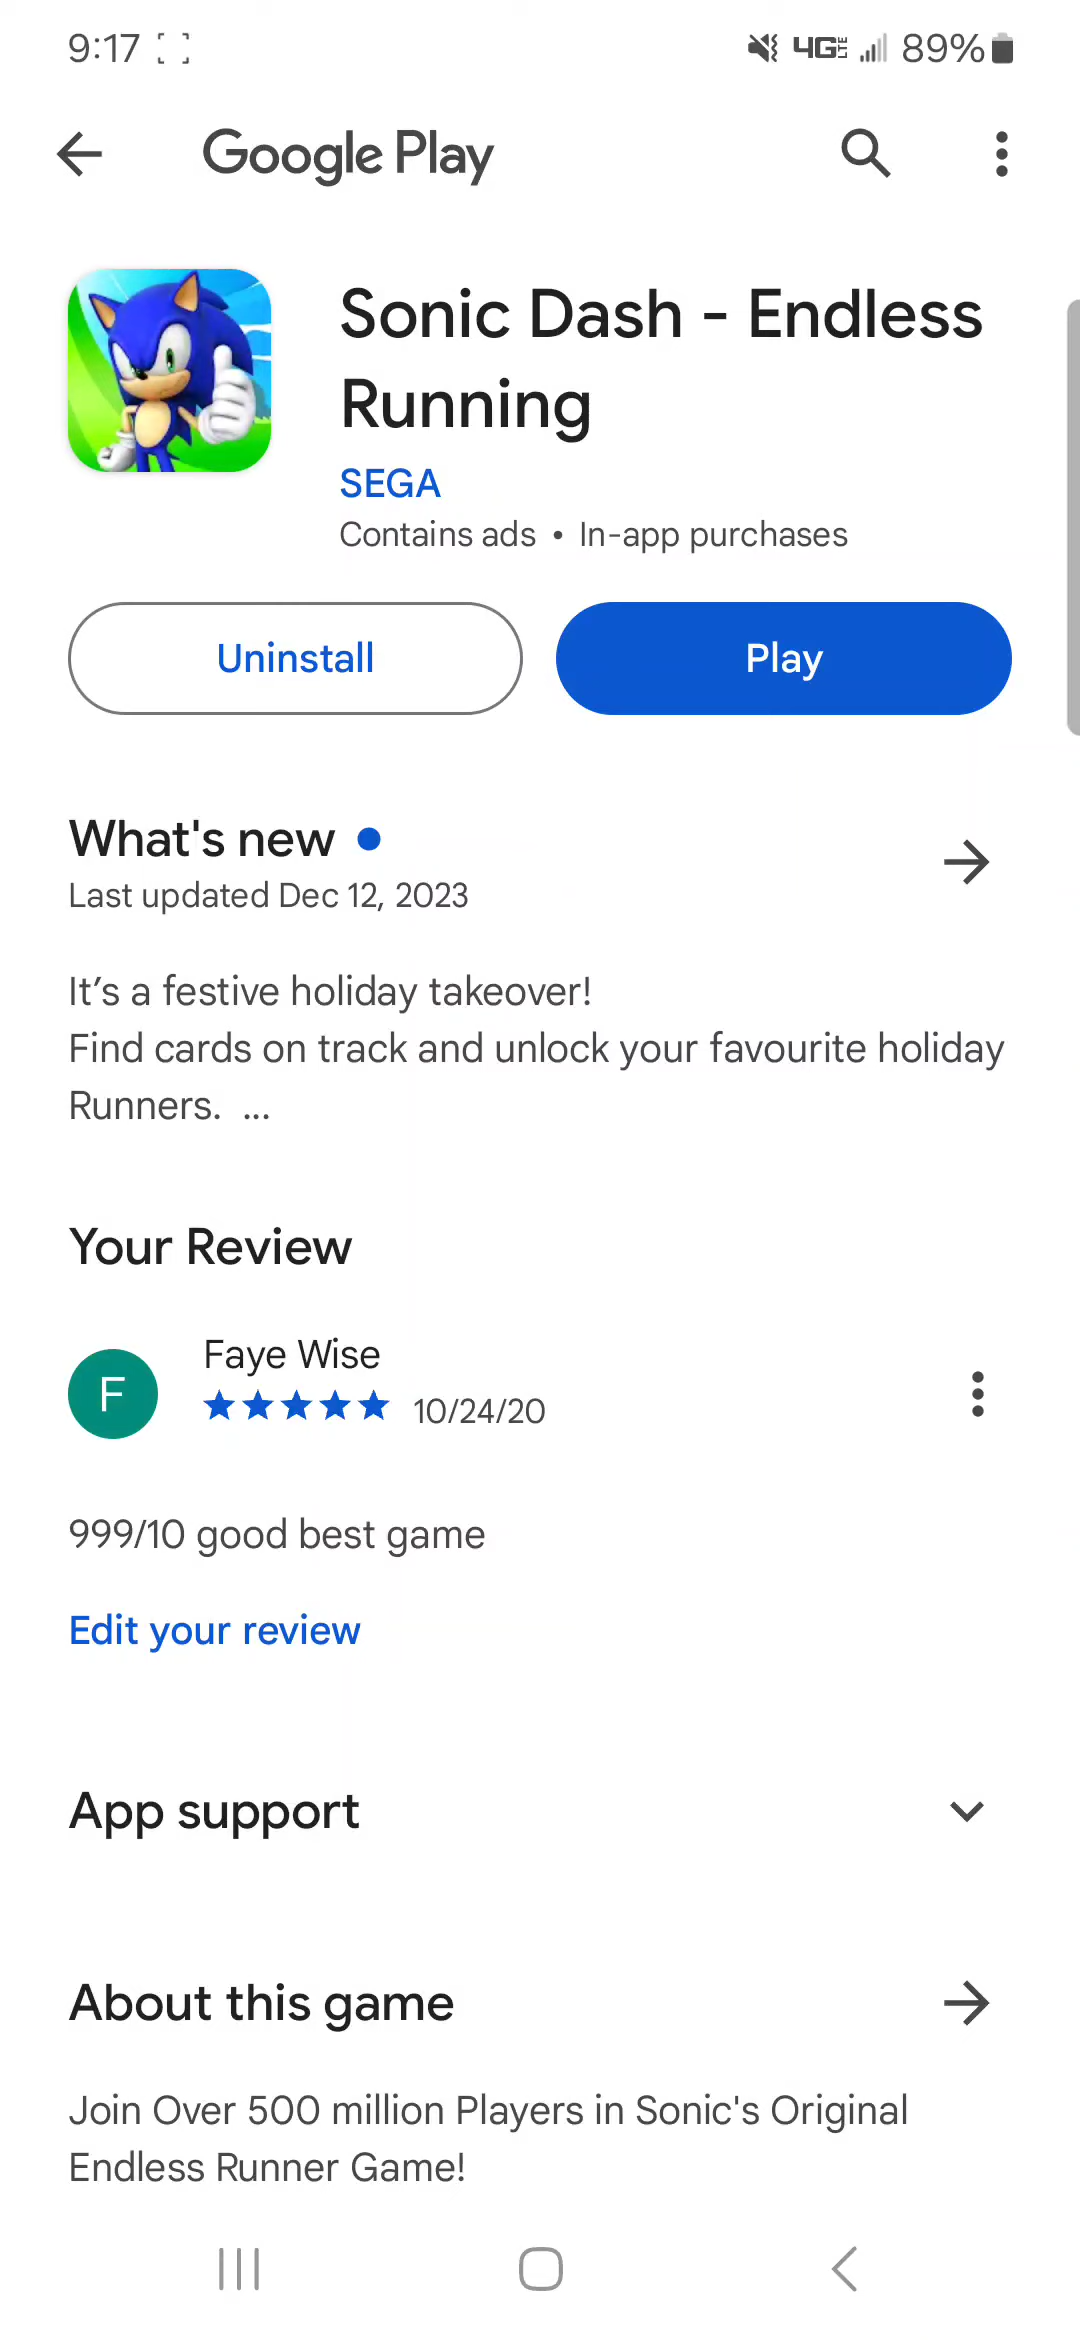 9:17 4G LTE 89%
Google Play
Sonic Dash - Endless
Running
SEGA
Contains ads • In-app purchases
Uninstall
Play
What's new
Last updated Dec 12, 2023
It’s a festive holiday takeover!
Find cards on track and unlock your favourite holiday
Runners. ...
Your Review
F
Faye Wise
10/24/20
999/10 good best game
Edit your review
App support
About this game
Join Over 500 million Players in Sonic's Original
Endless Runner Game!